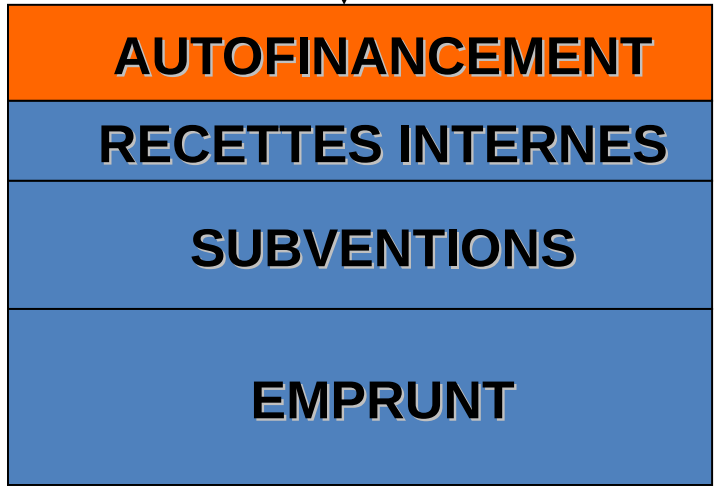 AUTOFINANCEMENT
RECETTES INTERNES
SUBVENTIONS
EMPRUNT